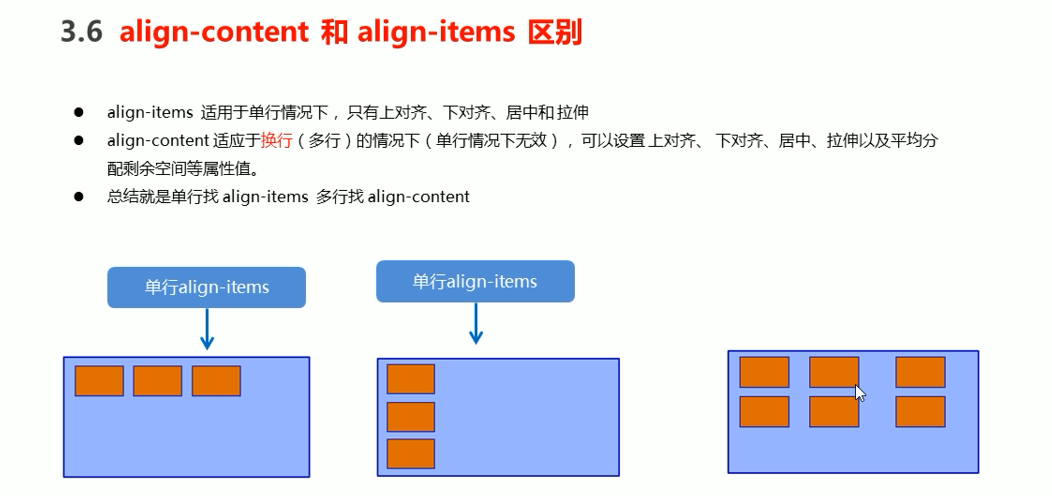 3.6 align-content 和 align-items 区别
● align-items 适用于单行情况下， 只有上对齐、下对齐、居中和 拉伸
● align-content 适应于换行（多行）的情况下（单行情况下无效）， 可以设置 上对齐、 下对齐、居中、拉伸以及平均分
配剩余空间等属性值。
● 总结就是单行找 align-items 多行找 align-content
单行align-items
单行align-items